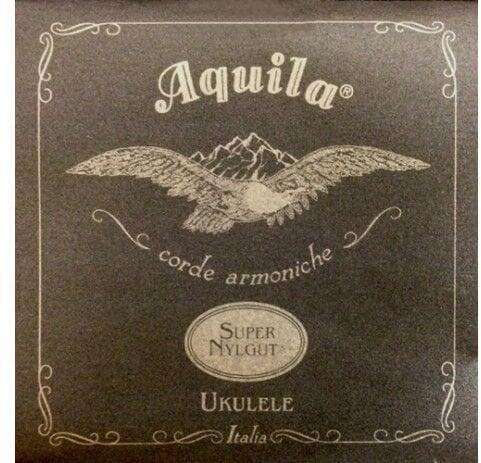 Aquila®
corde armoniche
SUPER
NYLGUT®
UKULELE
Italia